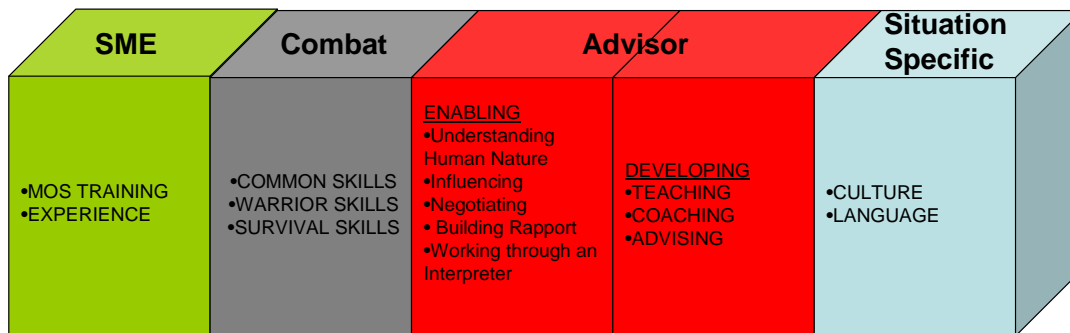 SME
Combat
Advisor
Situation
Specific
•MOS TRAINING
•EXPERIENCE
•COMMON SKILLS
•WARRIOR SKILLS
•SURVIVAL SKILLS
ENABLING
•Understanding
Human Nature
•Influencing
•Negotiating
• Building Rapport
•Working through an
Interpreter
DEVELOPING
•TEACHING
•COACHING
•ADVISING
•CULTURE
•LANGUAGE